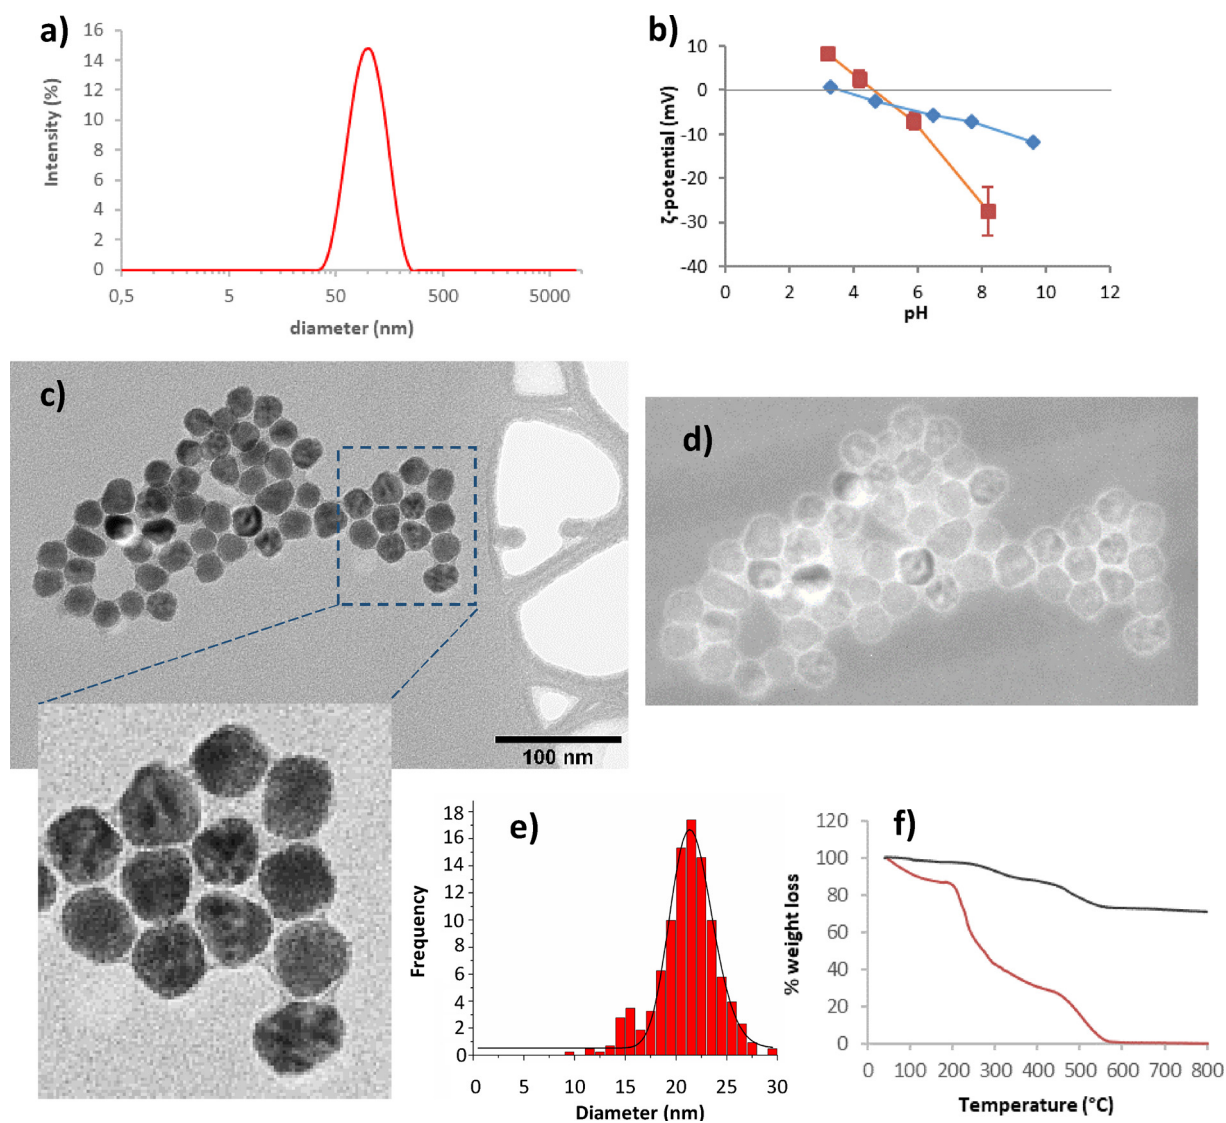 a)
16
14
12
10
8
6
4
2
0
Intensity (%)
0,5 5 50 500 5000
diameter (nm)
b)
10
0
-10
-20
-30
-40
ζ-potential (mV)
0 2 4 6 8 10 12
pH
c)
100 nm
d)
e)
18
16
14
12
10
8
6
4
2
0
Frequency
0 5 10 15 20 25 30
Diameter (nm)
f)
120
100
80
60
40
20
0
% weight loss
0 100 200 300 400 500 600 700 800
Temperature (°C)